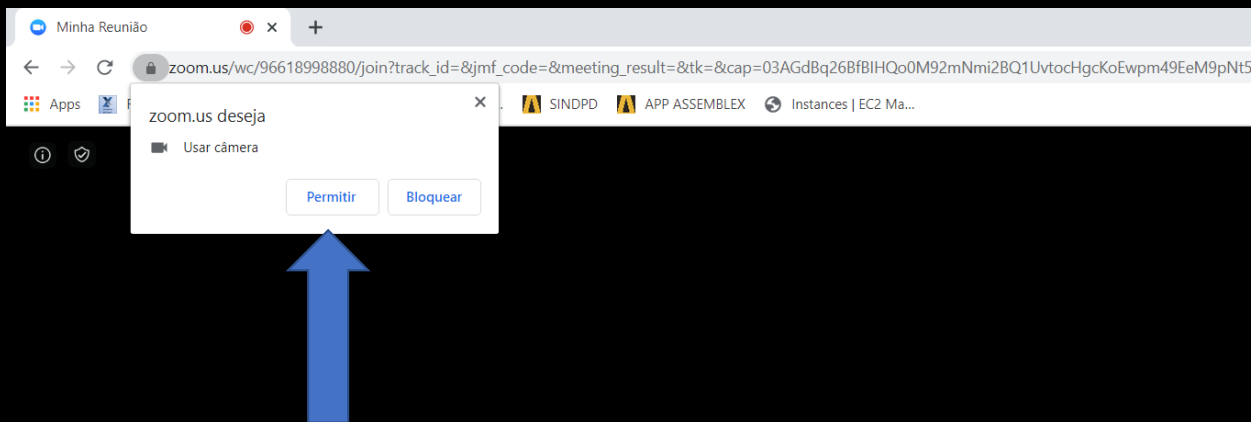 Minha Reunião
zoom.us/wc/96618998880/join?track_id=&jmf_code=&meeting_result=&tk=&cap=03AGdBq26BfBIHQo0M92mNmi2BQ1UvtocHgcKoEwpm49EeM9pNt5
Apps SINDPD APP ASSEMBLEX Instances | EC2 Ma...
zoom.us deseja
Usar câmera
Permitir Bloquear